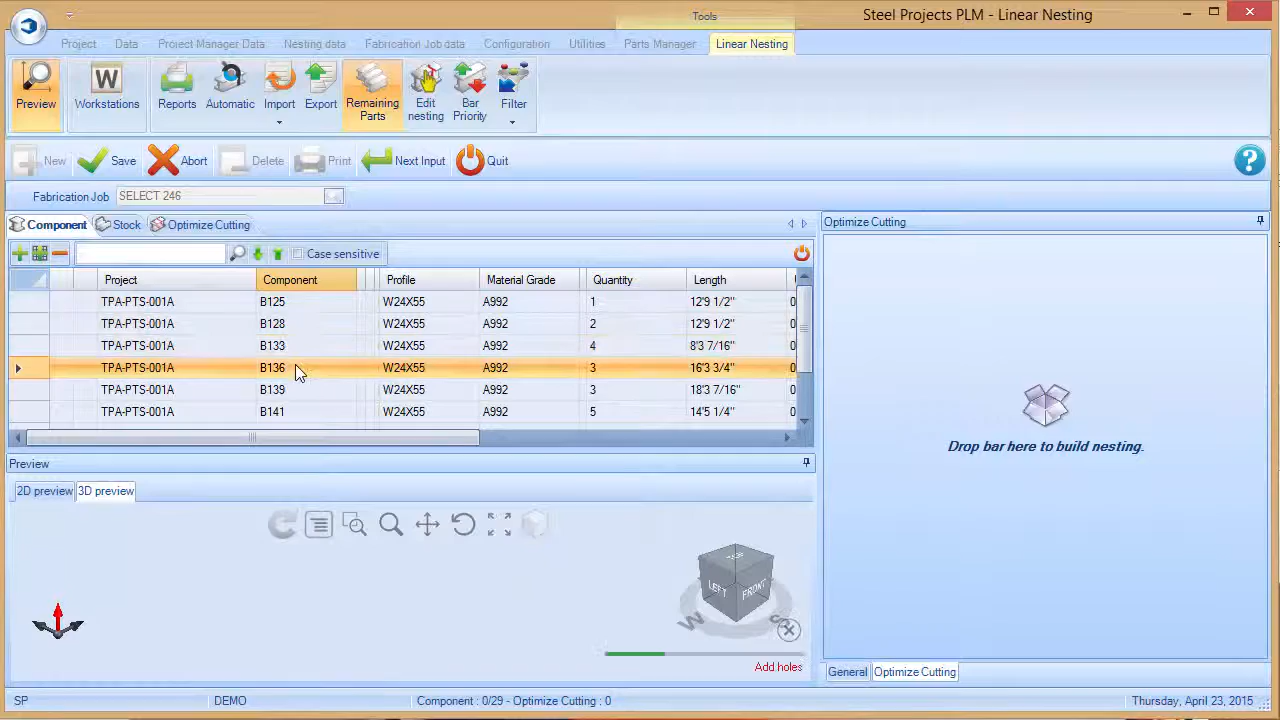 Tools
Steel Projects PLM - Linear Nesting
Project Data Project Manager Data Nesting data Fabrication Job data Configuration Utilities Parts Manager Linear Nesting
Preview Workstations Reports Automatic Import Export Remaining Parts Edit nesting Bar Priority Filter
New Save Abort Delete Print Next Input Quit
Fabrication Job SELECT 246
Component Stock Optimize Cutting
Case sensitive
Project Component Profile Material Grade Quantity Length
TPA-PTS-001A B125 W24X55 A992 1 12'9 1/2" 0
TPA-PTS-001A B128 W24X55 A992 2 12'9 1/2" 0
TPA-PTS-001A B133 W24X55 A992 4 8'3 7/16" 0
TPA-PTS-001A B136 W24X55 A992 3 16'3 3/4" 0
TPA-PTS-001A B139 W24X55 A992 3 18'3 7/16" 0
TPA-PTS-001A B141 W24X55 A992 5 14'5 1/4" 0
Optimize Cutting
Drop bar here to build nesting.
Preview
2D preview 3D preview
LEFT FRONT
W
Add holes
General Optimize Cutting
SP DEMO Component : 0/29 - Optimize Cutting : 0 Thursday, April 23, 2015